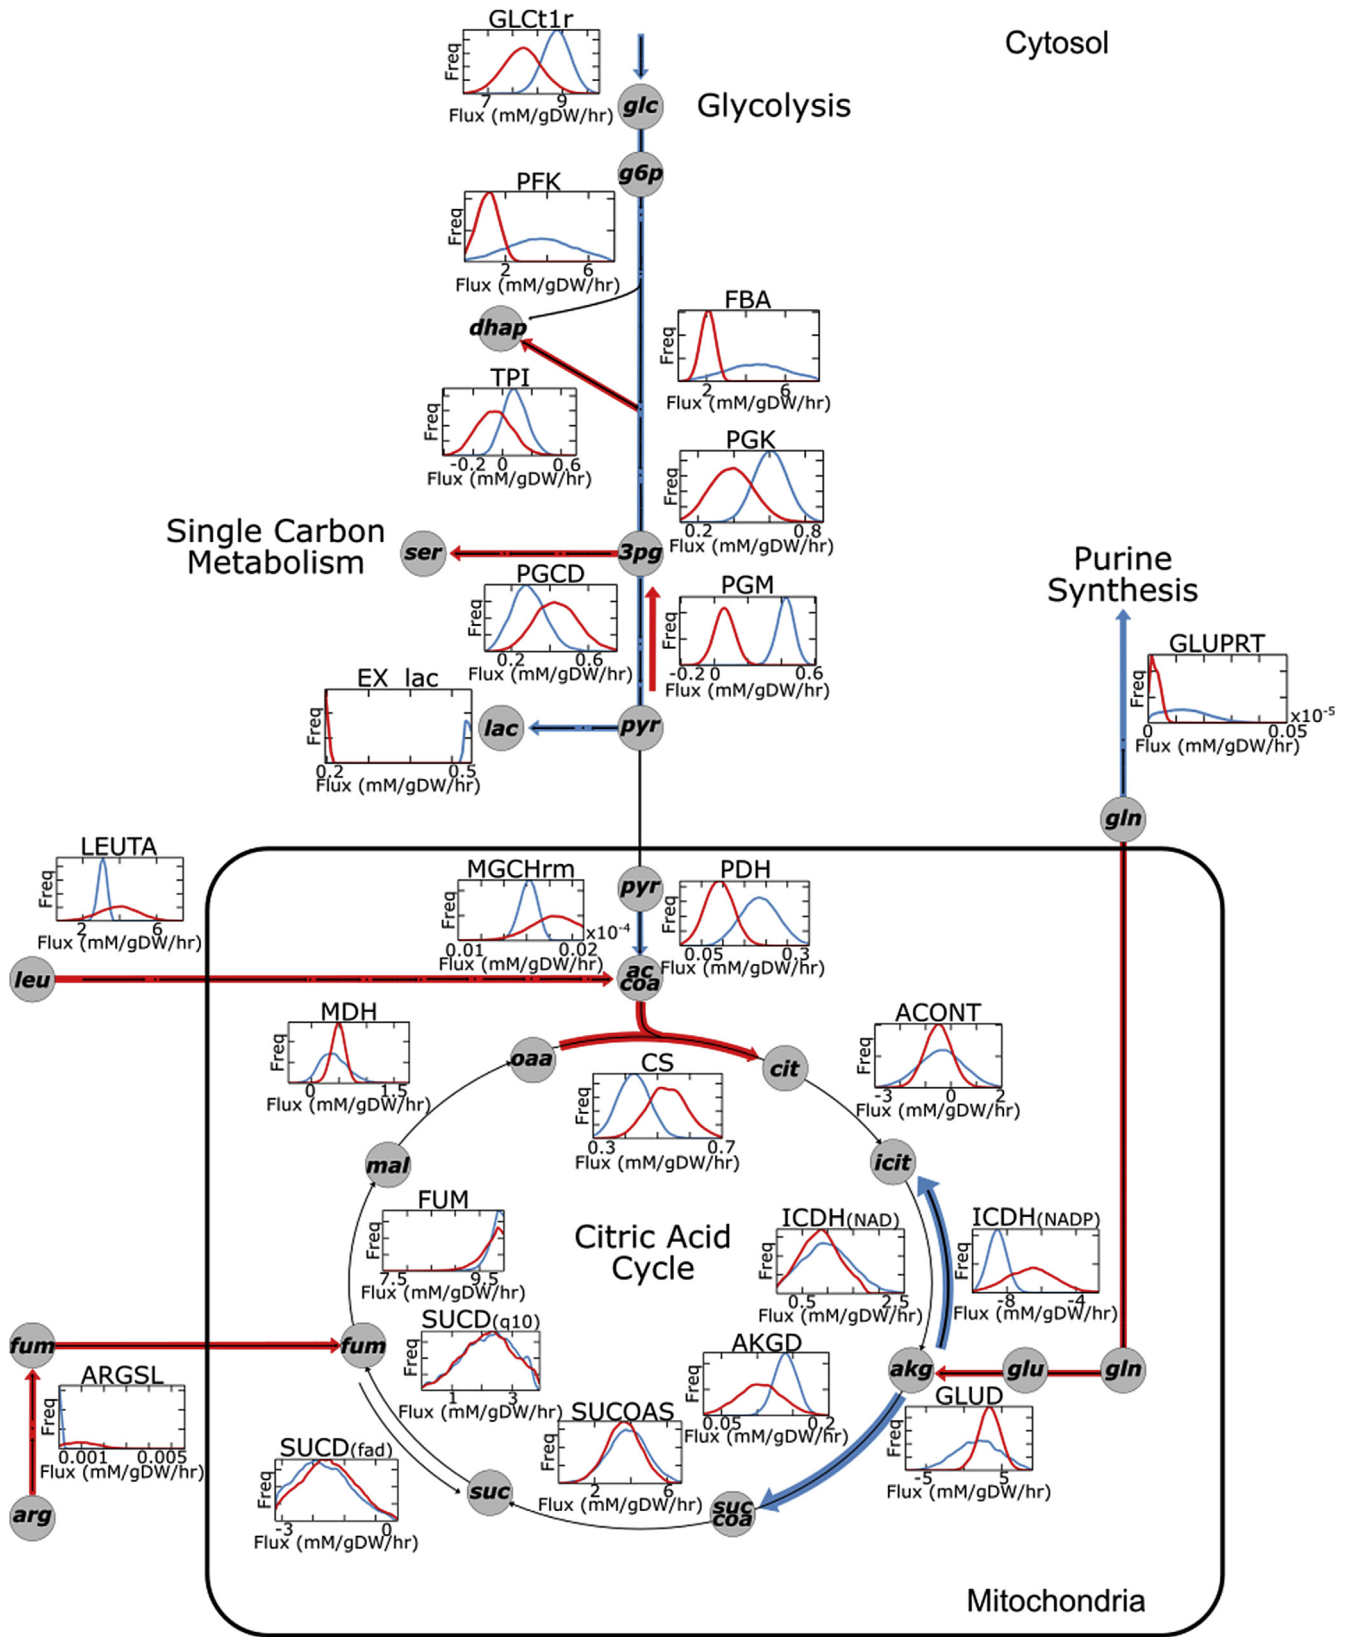 GLCt1r
Cytosol
Freq
7 9
Flux (mM/gDW/hr)
glc
Glycolysis
g6p
PFK
Freq
2 6
Flux (mM/gDW/hr)
dhap
FBA
Freq
2 6
Flux (mM/gDW/hr)
TPI
Freq
-0.2 0 0.6
Flux (mM/gDW/hr)
PGK
Freq
0.2 0.8
Flux (mM/gDW/hr)
Single Carbon
Metabolism
ser
3pg
PGCD
Freq
0.2 0.6
Flux (mM/gDW/hr)
PGM
Freq
-0.2 0 0.6
Flux (mM/gDW/hr)
Purine
Synthesis
GLUPRT
Freq
0 0.05
x10-5
Flux (mM/gDW/hr)
EX lac
Freq
0.2 0.5
Flux (mM/gDW/hr)
lac
pyr
gln
LEUTA
Freq
2 6
Flux (mM/gDW/hr)
MGCHrm
Freq
0.01 0.02
x10-4
Flux (mM/gDW/hr)
pyr
PDH
Freq
0.05 0.3
Flux (mM/gDW/hr)
leu
ac
coa
MDH
Freq
0 1.5
Flux (mM/gDW/hr)
oaa
CS
Freq
0.3 0.7
Flux (mM/gDW/hr)
cit
ACONT
Freq
-3 0 2
Flux (mM/gDW/hr)
mal
icit
FUM
Freq
7.5 9.5
Flux (mM/gDW/hr)
Citric Acid
Cycle
ICDH(NAD)
Freq
0.5 2.5
Flux (mM/gDW/hr)
ICDH(NADP)
Freq
-8 -4
Flux (mM/gDW/hr)
fum
fum
SUCD(q10)
Freq
1 3
Flux (mM/gDW/hr)
AKGD
Freq
0.05 0.2
Flux (mM/gDW/hr)
akg
glu
gln
ARGSL
Freq
0.001 0.005
Flux (mM/gDW/hr)
GLUD
Freq
-5 5
Flux (mM/gDW/hr)
SUCD(fad)
Freq
-3 0
Flux (mM/gDW/hr)
SUCOAS
Freq
2 6
Flux (mM/gDW/hr)
suc
suc
coa
arg
Mitochondria